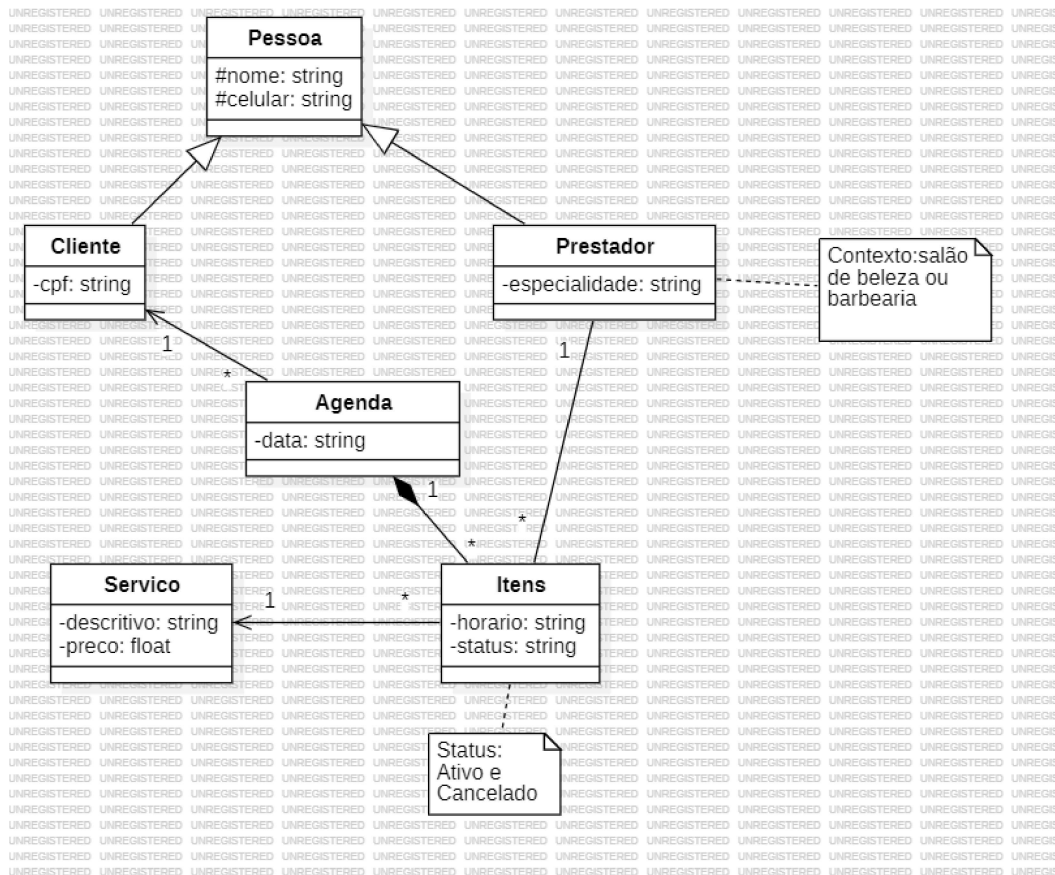 Pessoa
#nome: string
#celular: string
Cliente
-cpf: string
Prestador
-especialidade: string
Contexto:salão
de beleza ou
barbearia
1
*
1
Agenda
-data: string
1
*
*
Servico
-descritivo: string
-preco: float
1
*
Itens
-horario: string
-status: string
Status:
Ativo e
Cancelado
UNREGISTERED